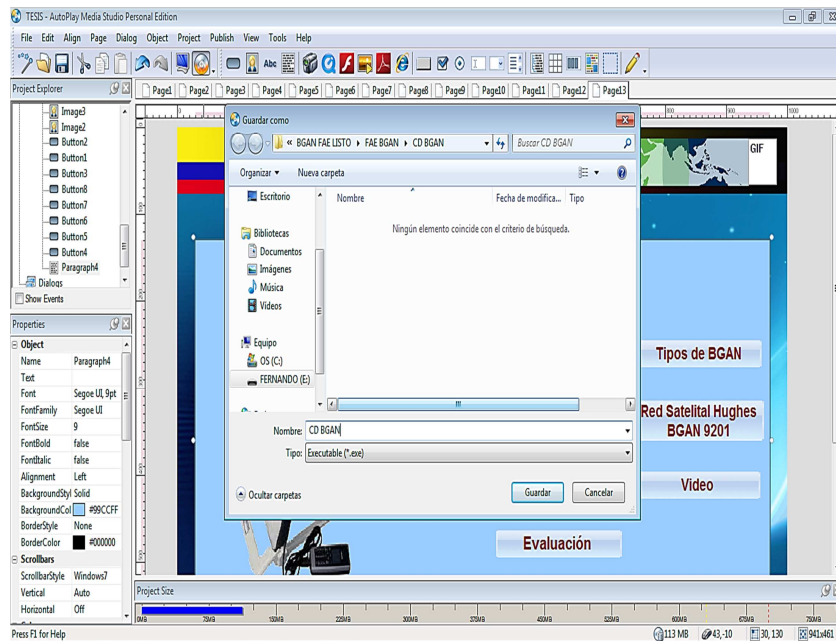 TESIS - AutoPlay Media Studio Personal Edition
File Edit Align Page Dialog Object Project Publish View Tools Help
Abc
Project Explorer
Page1 Page2 Page3 Page4 Page5 Page6 Page7 Page8 Page9 Page10 Page11 Page12 Page13
Image3
Image2
Button2
Button1
Button3
Button8
Button7
Button6
Button5
Button4
Paragraph4
Dialogs
Show Events
Properties
Object
Name Paragraph4
Text
Font Segoe UI, 9pt
FontFamily Segoe UI
FontSize 9
FontBold false
FontItalic false
Alignment Left
BackgroundStyl Solid
BackgroundCol #99CCFF
BorderStyle None
BorderColor #000000
Scrollbars
ScrollbarStyle Windows7
Vertical Auto
Horizontal Off
0 800 900 1000
GIF
Guardar como
« BGAN FAE LISTO FAE BGAN CD BGAN
Buscar CD BGAN
Organizar Nueva carpeta
Escritorio
Bibliotecas
Documentos
Imágenes
Música
Vídeos
Equipo
OS (C:)
FERNANDO (E:)
Nombre Fecha de modifica... Tipo
Ningún elemento coincide con el criterio de búsqueda.
Nombre: CD BGAN
Tipo: Executable (*.exe)
Ocultar carpetas
Guardar Cancelar
Tipos de BGAN
Red Satelital Hughes
BGAN 9201
Video
Evaluación
Project Size
0MB 75MB 150MB 225MB 300MB 375MB 450MB 525MB 600MB 675MB 750MB
Press F1 for Help
113 MB 43,-10 30, 130 941x461